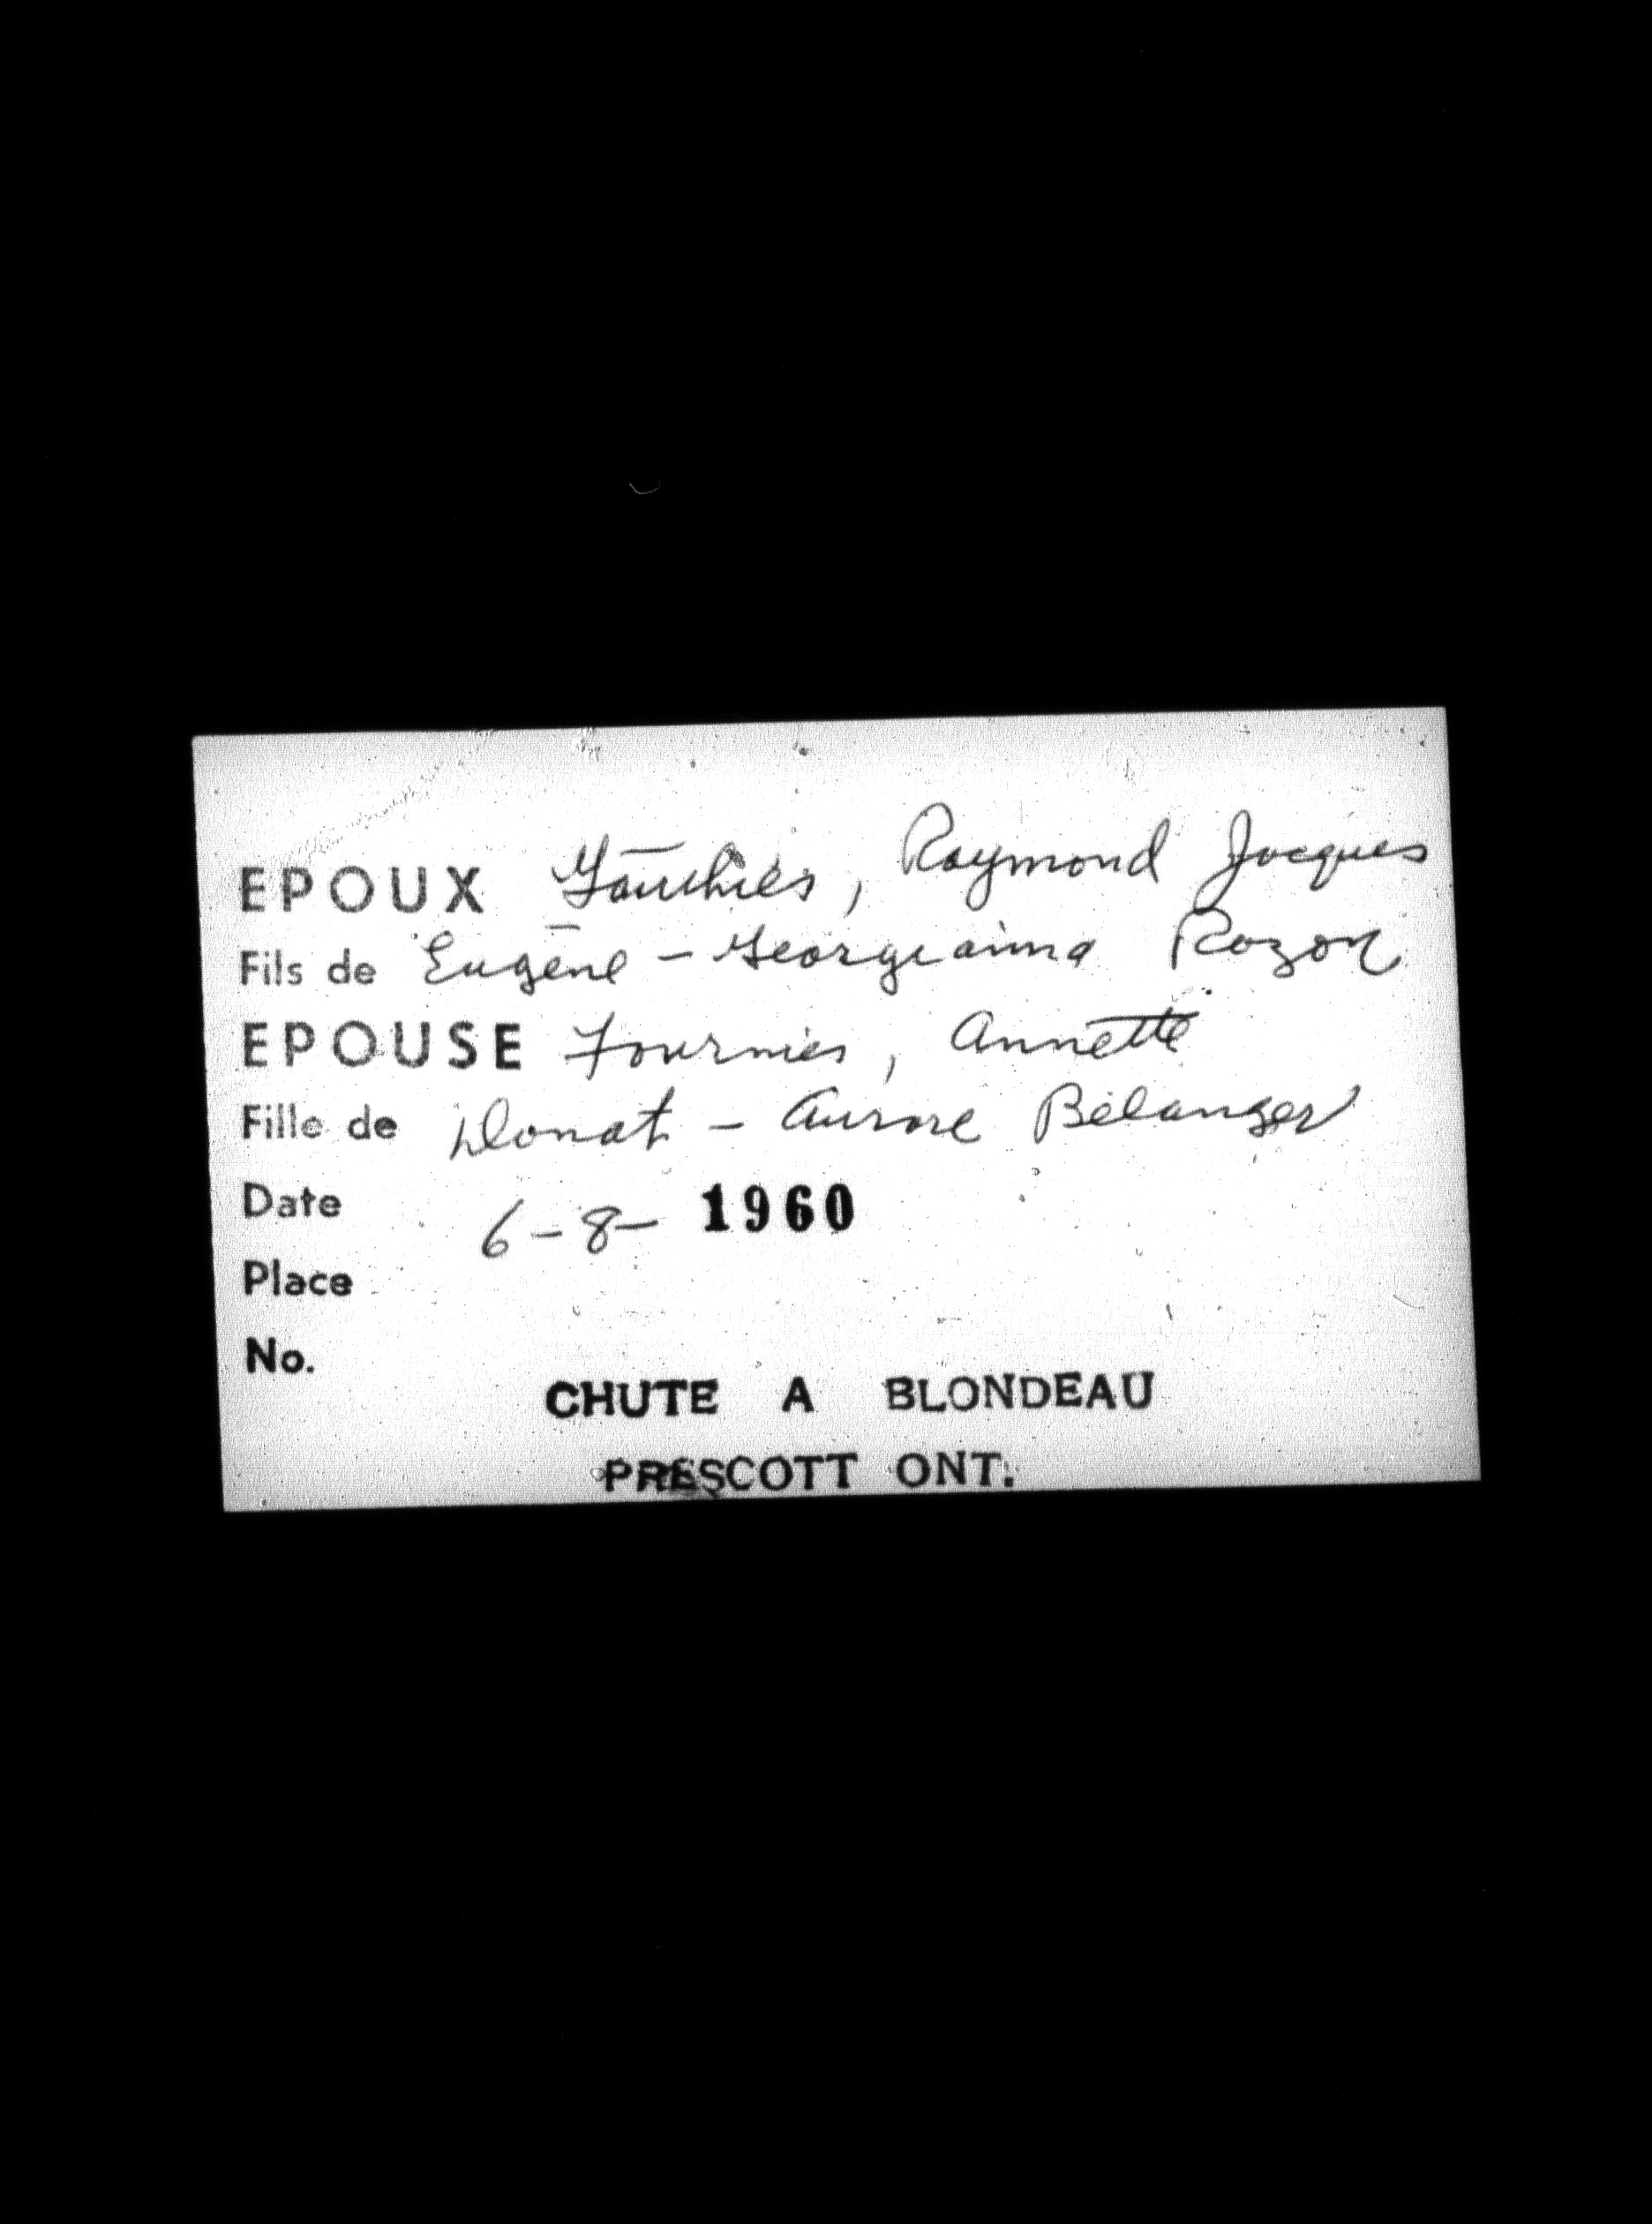 EPOUX Gauthier, Raymond Jacques
Fils de Eugène - Georgianna Rozon
EPOUSE Fournier, Annette
Fille de Donat - Aurore Bélanger
Date 6-8- 1960
Place
No.
CHUTE A BLONDEAU
PRESCOTT ONT.